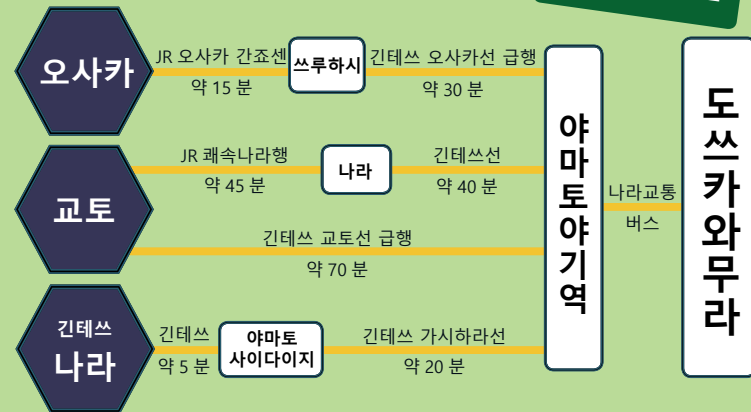 오사카
JR 오사카 간죠센
약 15 분
쓰루하시
긴테쓰 오사카선 급행
약 30 분
교토
JR 쾌속나라행
약 45 분
나라
긴테쓰선
약 40 분
긴테쓰 교토선 급행
약 70 분
긴테쓰
나라
긴테쓰
약 5 분
야마토
사이다이지
긴테쓰 가시하라선
약 20 분
야마토야기역
나라교통
버스
도쓰카와무라